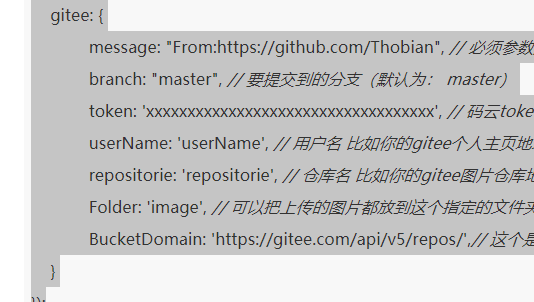 gitee: {
message: "From:https://github.com/Thobian", // 必须参数
branch: "master", // 要提交到的分支（默认为： master）
token: 'xxxxxxxxxxxxxxxxxxxxxxxxxxxxxxxxxxx', // 码云toke
userName: 'userName', // 用户名 比如你的gitee个人主页地
repositorie: 'repositorie', // 仓库名 比如你的gitee图片仓库
Folder: 'image', // 可以把上传的图片都放到这个指定的文件夹
BucketDomain: 'https://gitee.com/api/v5/repos/',// 这个是
}